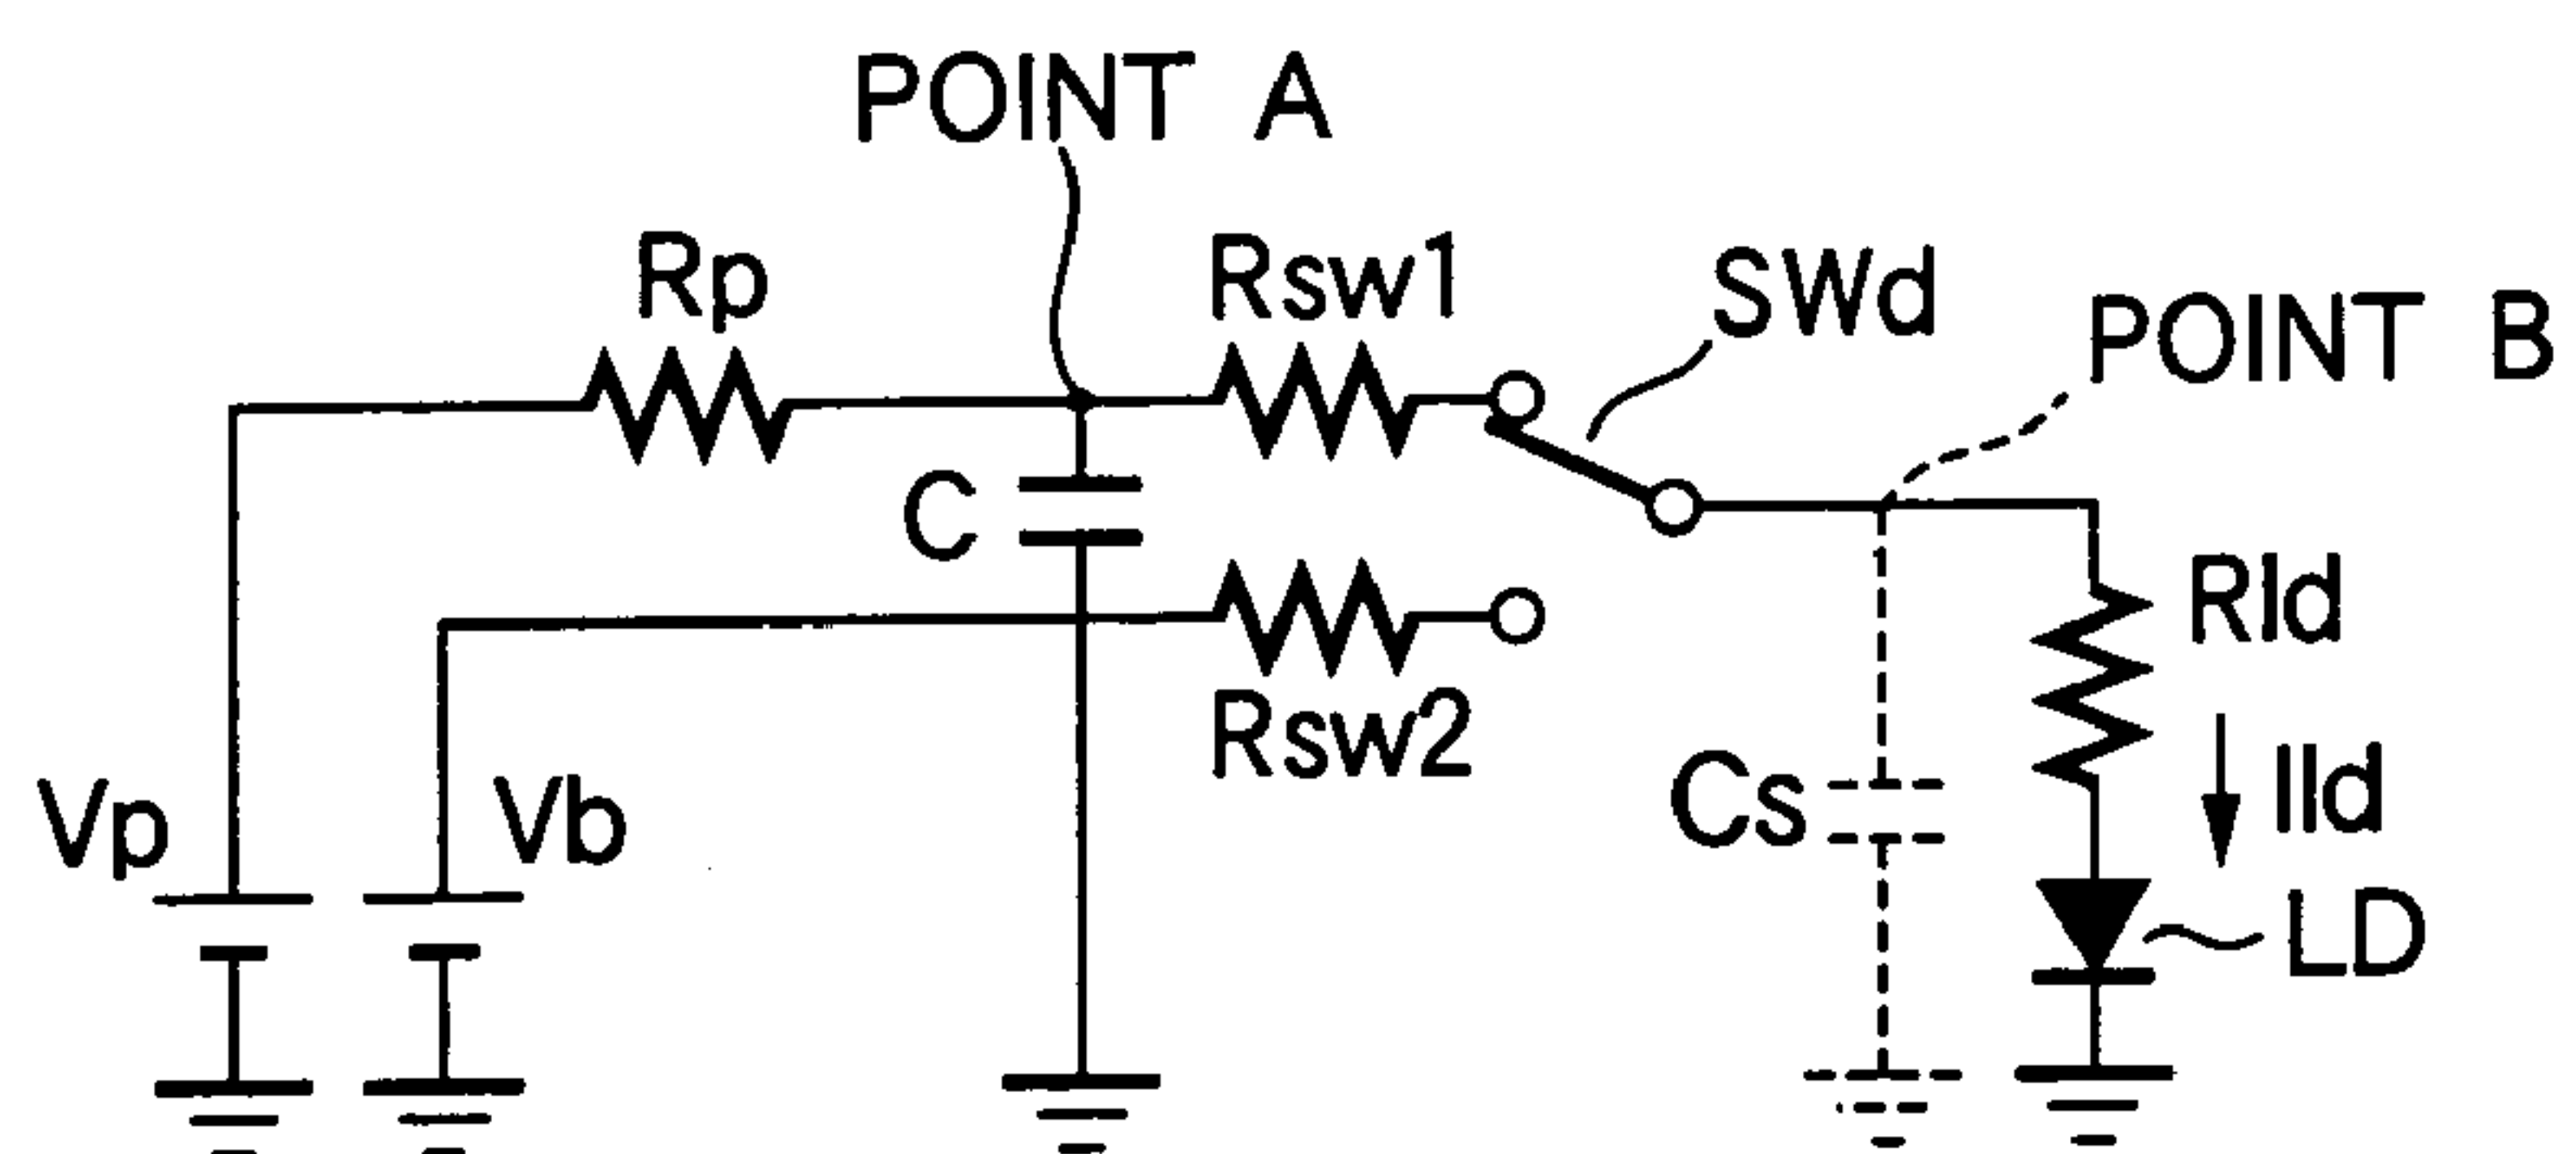 POINT A
Rp
Rsw1
SWd
POINT B
C
Rld
Rsw2
Vp
Vb
Cs
Ild
LD